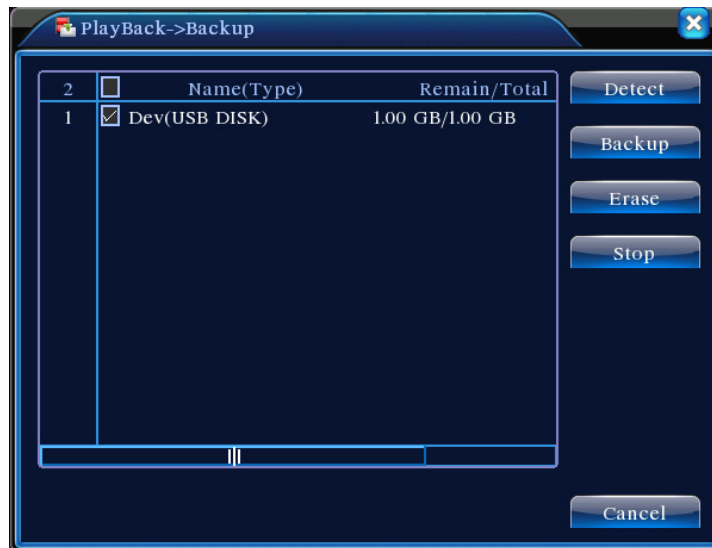 PlayBack->Backup
2 Name(Type) Remain/Total
1 Dev(USB DISK) 1.00 GB/1.00 GB
Detect
Backup
Erase
Stop
Cancel